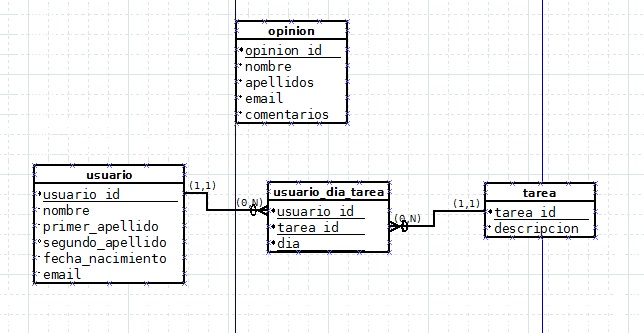 opinion
opinion_id
nombre
apellidos
email
comentarios
usuario
usuario_id
nombre
primer_apellido
segundo_apellido
fecha_nacimiento
email
(1,1)
(0,N)
usuario_dia_tarea
usuario_id
tarea_id
dia
(0,N)
(1,1)
tarea
tarea_id
descripcion